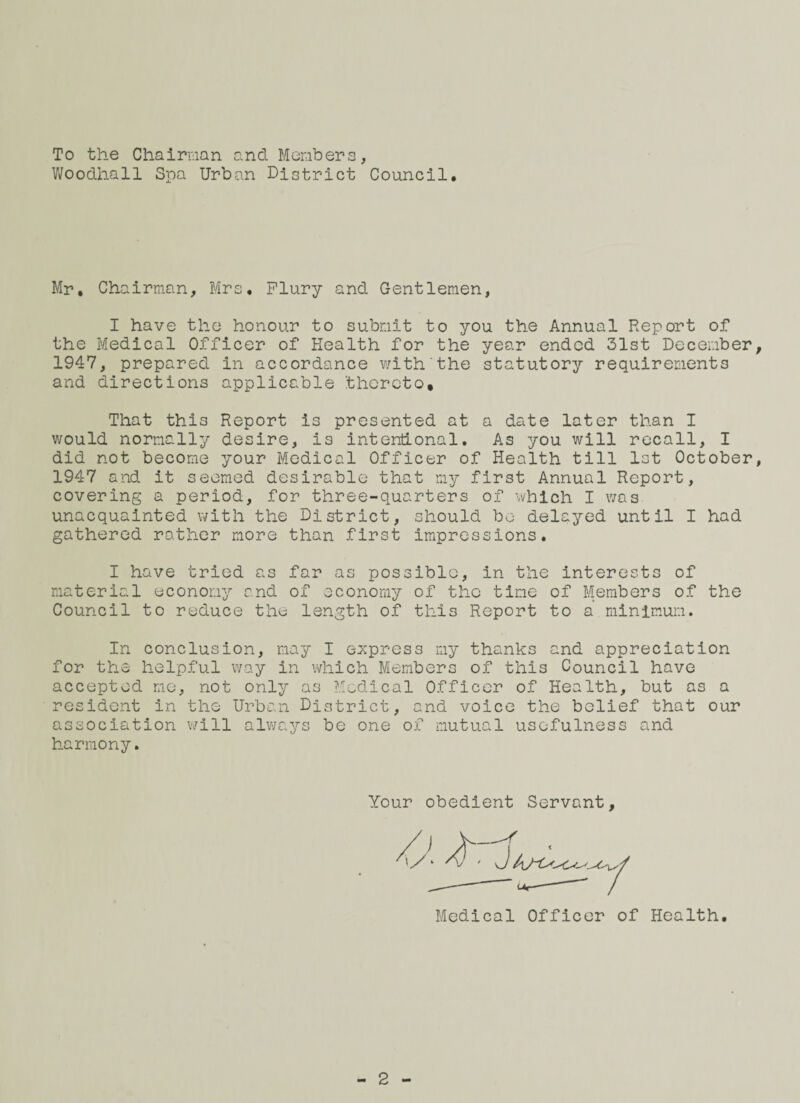 To the Chairman and Members,
Woodhall Spa Urban District Council.
Mr. Chairman, Mrs. Flury and Gentlemen,
I have the honour to submit to you the Annual Report of
the Medical Officer of Health for the year ended 31st December,
1947, prepared in accordance with the statutory requirements
and directions applicable thereto.
That this Report is presented at a date later than I
would normally desire, is intentional. As you will recall, I
did not become your Medical Officer of Health till 1st October,
1947 and it seemed desirable that my first Annual Report,
covering a period, for three-quarters of which I was
unacquainted with the District, should be delayed until I had
gathered rather more than first impressions.
I have tried as far as possible, in the interests of
material economy and of economy of the time of Members of the
Council to reduce the length of this Report to a minimum.
In conclusion, may I express my thanks and appreciation
for the helpful way in which Members of this Council have
accepted me, not only as Medical Officer of Health, but as a
resident in the Urban District, and voice the belief that our
association will always be one of mutual usefulness and
harmony.
Your obedient Servant,
Medical Officer of Health.
- 2 -